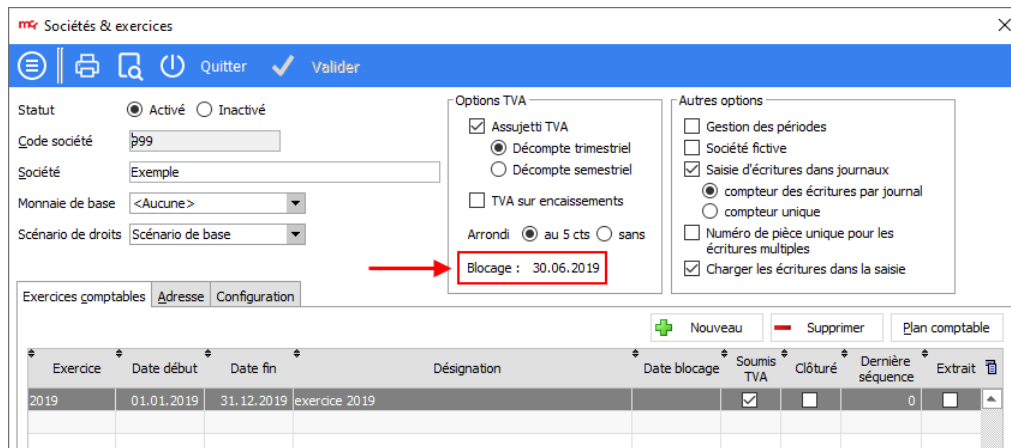 mcr Sociétés & exercices
Quitter Valider
Statut Activé Inactivé
Code société 999
Société Exemple
Monnaie de base <Aucune>
Scénario de droits Scénario de base
Options TVA
Assujetti TVA
Décompte trimestriel
Décompte semestriel
TVA sur encaissements
Arrondi au 5 cts sans
Blocage : 30.06.2019
Autres options
Gestion des périodes
Société fictive
Saisie d'écritures dans journaux
compteur des écritures par journal
compteur unique
Numéro de pièce unique pour les
écritures multiples
Charger les écritures dans la saisie
Exercices comptables Adresse Configuration
Nouveau Supprimer Plan comptable
Exercice Date début Date fin Désignation Date blocage Soumis TVA Clôturé Dernière séquence Extrait
2019 01.01.2019 31.12.2019 exercice 2019 0